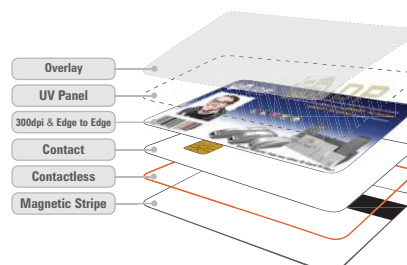 Overlay
UV Panel
300dpi & Edge to Edge
Contact
Contactless
Magnetic Stripe